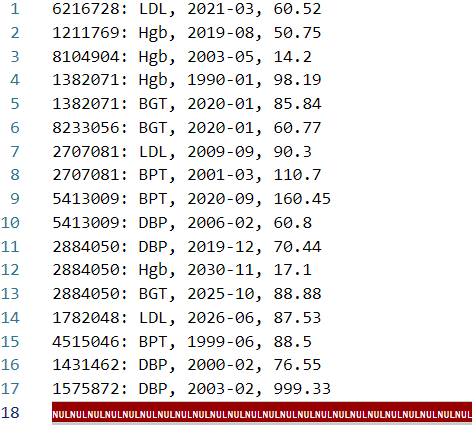 1 6216728: LDL, 2021-03, 60.52
2 1211769: Hgb, 2019-08, 50.75
3 8104904: Hgb, 2003-05, 14.2
4 1382071: Hgb, 1990-01, 98.19
5 1382071: BGT, 2020-01, 85.84
6 8233056: BGT, 2020-01, 60.77
7 2707081: LDL, 2009-09, 90.3
8 2707081: BPT, 2001-03, 110.7
9 5413009: BPT, 2020-09, 160.45
10 5413009: DBP, 2006-02, 60.8
11 2884050: DBP, 2019-12, 70.44
12 2884050: Hgb, 2030-11, 17.1
13 2884050: BGT, 2025-10, 88.88
14 1782048: LDL, 2026-06, 87.53
15 4515046: BPT, 1999-06, 88.5
16 1431462: DBP, 2000-02, 76.55
17 1575872: DBP, 2003-02, 999.33
18 NULNULNULNULNULNULNULNULNULNULNULNULNULNULNULNULNULNULNULNULNULNULNULNUL